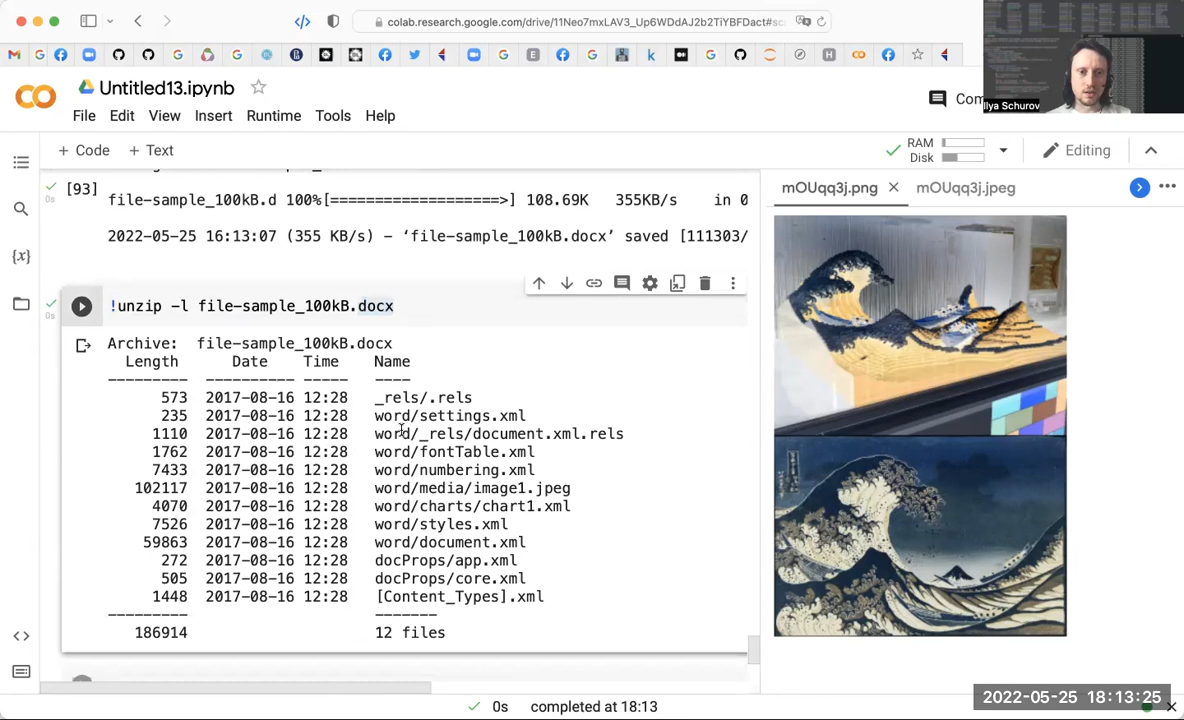 colab.research.google.com/drive/11Neo7mxLAV3_Up6WDdAJ2b2TiYBFDact#sc
Ilya Schurov
Untitled13.ipynb
File Edit View Insert Runtime Tools Help
Com
+ Code + Text
RAM
Disk
Editing
[93]
file-sample_100kB.d 100%[===================>] 108.69K 355KB/s in 0
2022-05-25 16:13:07 (355 KB/s) – ‘file-sample_100kB.docx’ saved [111303/
0s
!unzip -l file-sample_100kB.docx
0s
Archive: file-sample_100kB.docx
Length Date Time Name
--------- ---------- ----- ----
573 2017-08-16 12:28 _rels/.rels
235 2017-08-16 12:28 word/settings.xml
1110 2017-08-16 12:28 word/_rels/document.xml.rels
1762 2017-08-16 12:28 word/fontTable.xml
7433 2017-08-16 12:28 word/numbering.xml
102117 2017-08-16 12:28 word/media/image1.jpeg
4070 2017-08-16 12:28 word/charts/chart1.xml
7526 2017-08-16 12:28 word/styles.xml
59863 2017-08-16 12:28 word/document.xml
272 2017-08-16 12:28 docProps/app.xml
505 2017-08-16 12:28 docProps/core.xml
1448 2017-08-16 12:28 [Content_Types].xml
--------- -------
186914 12 files
mOUqq3j.png mOUqq3j.jpeg
0s completed at 18:13
2022-05-25 18:13:25